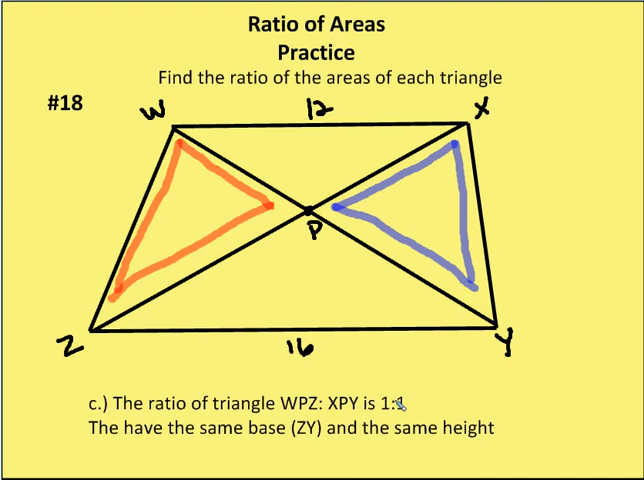 Ratio of Areas
Practice
Find the ratio of the areas of each triangle
#18
W 12 X
P
Z 16 Y
c.) The ratio of triangle WPZ: XPY is 1:1
The have the same base (ZY) and the same height